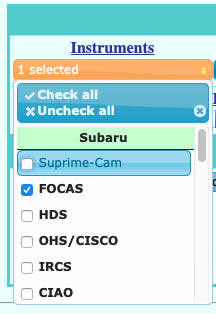 Instruments
1 selected
Check all
Uncheck all
Subaru
Suprime-Cam
FOCAS
HDS
OHS/CISCO
IRCS
CIAO